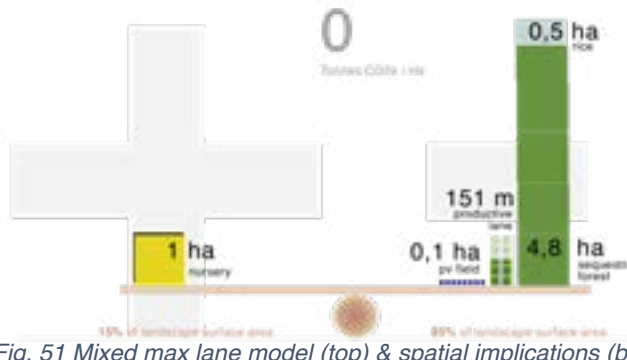 0
Tonnes CO2e / Ha
0,5 ha
rice
151 m
productive
lane
1 ha
nursery
0,1 ha
pv field
4,8 ha
sequestr
forest
15% of landscape surface area
85% of landscape surface area
Fig. 51 Mixed max lane model (top) & spatial implications (b